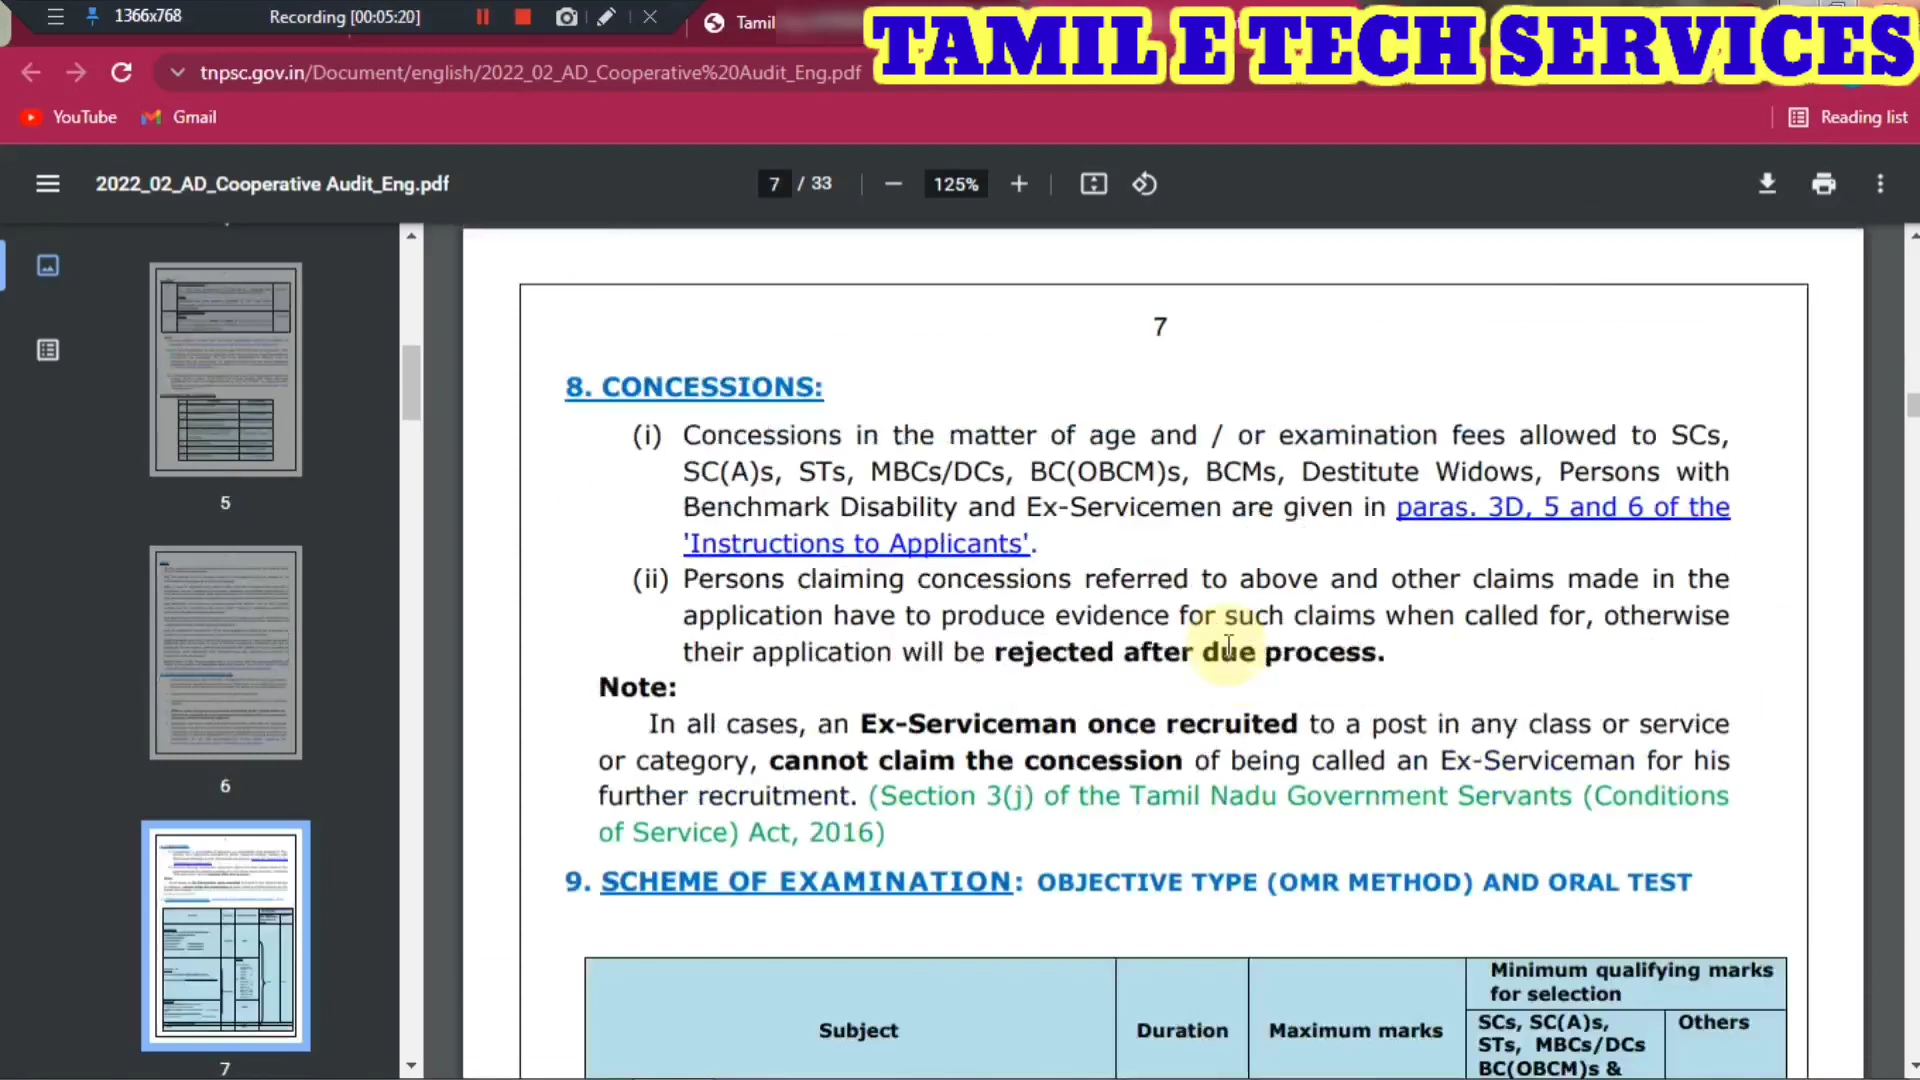 1366x768
Recording [00:05:20]
Tamil
TAMIL E TECH SERVICES
tnpsc.gov.in/Document/english/2022_02_AD_Cooperative%20Audit_Eng.pdf
YouTube
Gmail
Reading list
2022_02_AD_Cooperative Audit_Eng.pdf
7 / 33
125%
5
6
7
7
8. CONCESSIONS:
(i) Concessions in the matter of age and / or examination fees allowed to SCs,
SC(A)s, STs, MBCs/DCs, BC(OBCM)s, BCMs, Destitute Widows, Persons with
Benchmark Disability and Ex-Servicemen are given in paras. 3D, 5 and 6 of the
'Instructions to Applicants'.
(ii) Persons claiming concessions referred to above and other claims made in the
application have to produce evidence for such claims when called for, otherwise
their application will be rejected after due process.
Note:
In all cases, an Ex-Serviceman once recruited to a post in any class or service
or category, cannot claim the concession of being called an Ex-Serviceman for his
further recruitment. (Section 3(j) of the Tamil Nadu Government Servants (Conditions
of Service) Act, 2016)
9. SCHEME OF EXAMINATION: OBJECTIVE TYPE (OMR METHOD) AND ORAL TEST
Subject
Duration
Maximum marks
Minimum qualifying marks
for selection
SCs, SC(A)s,
STs, MBCs/DCs
BC(OBCM)s &
Others